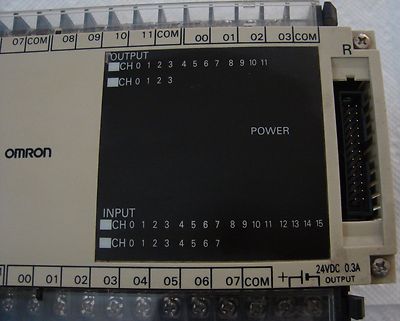 07 COM 08 09 10 11 COM 00 01 02 03 COM
OUTPUT
CH 0 1 2 3 4 5 6 7 8 9 10 11
CH 0 1 2 3
R
POWER
OMRON
INPUT
CH 0 1 2 3 4 5 6 7 8 9 10 11 12 13 14 15
CH 0 1 2 3 4 5 6 7
00 01 02 03 04 05 06 07 COM + 24VDC 0.3A
OUTPUT